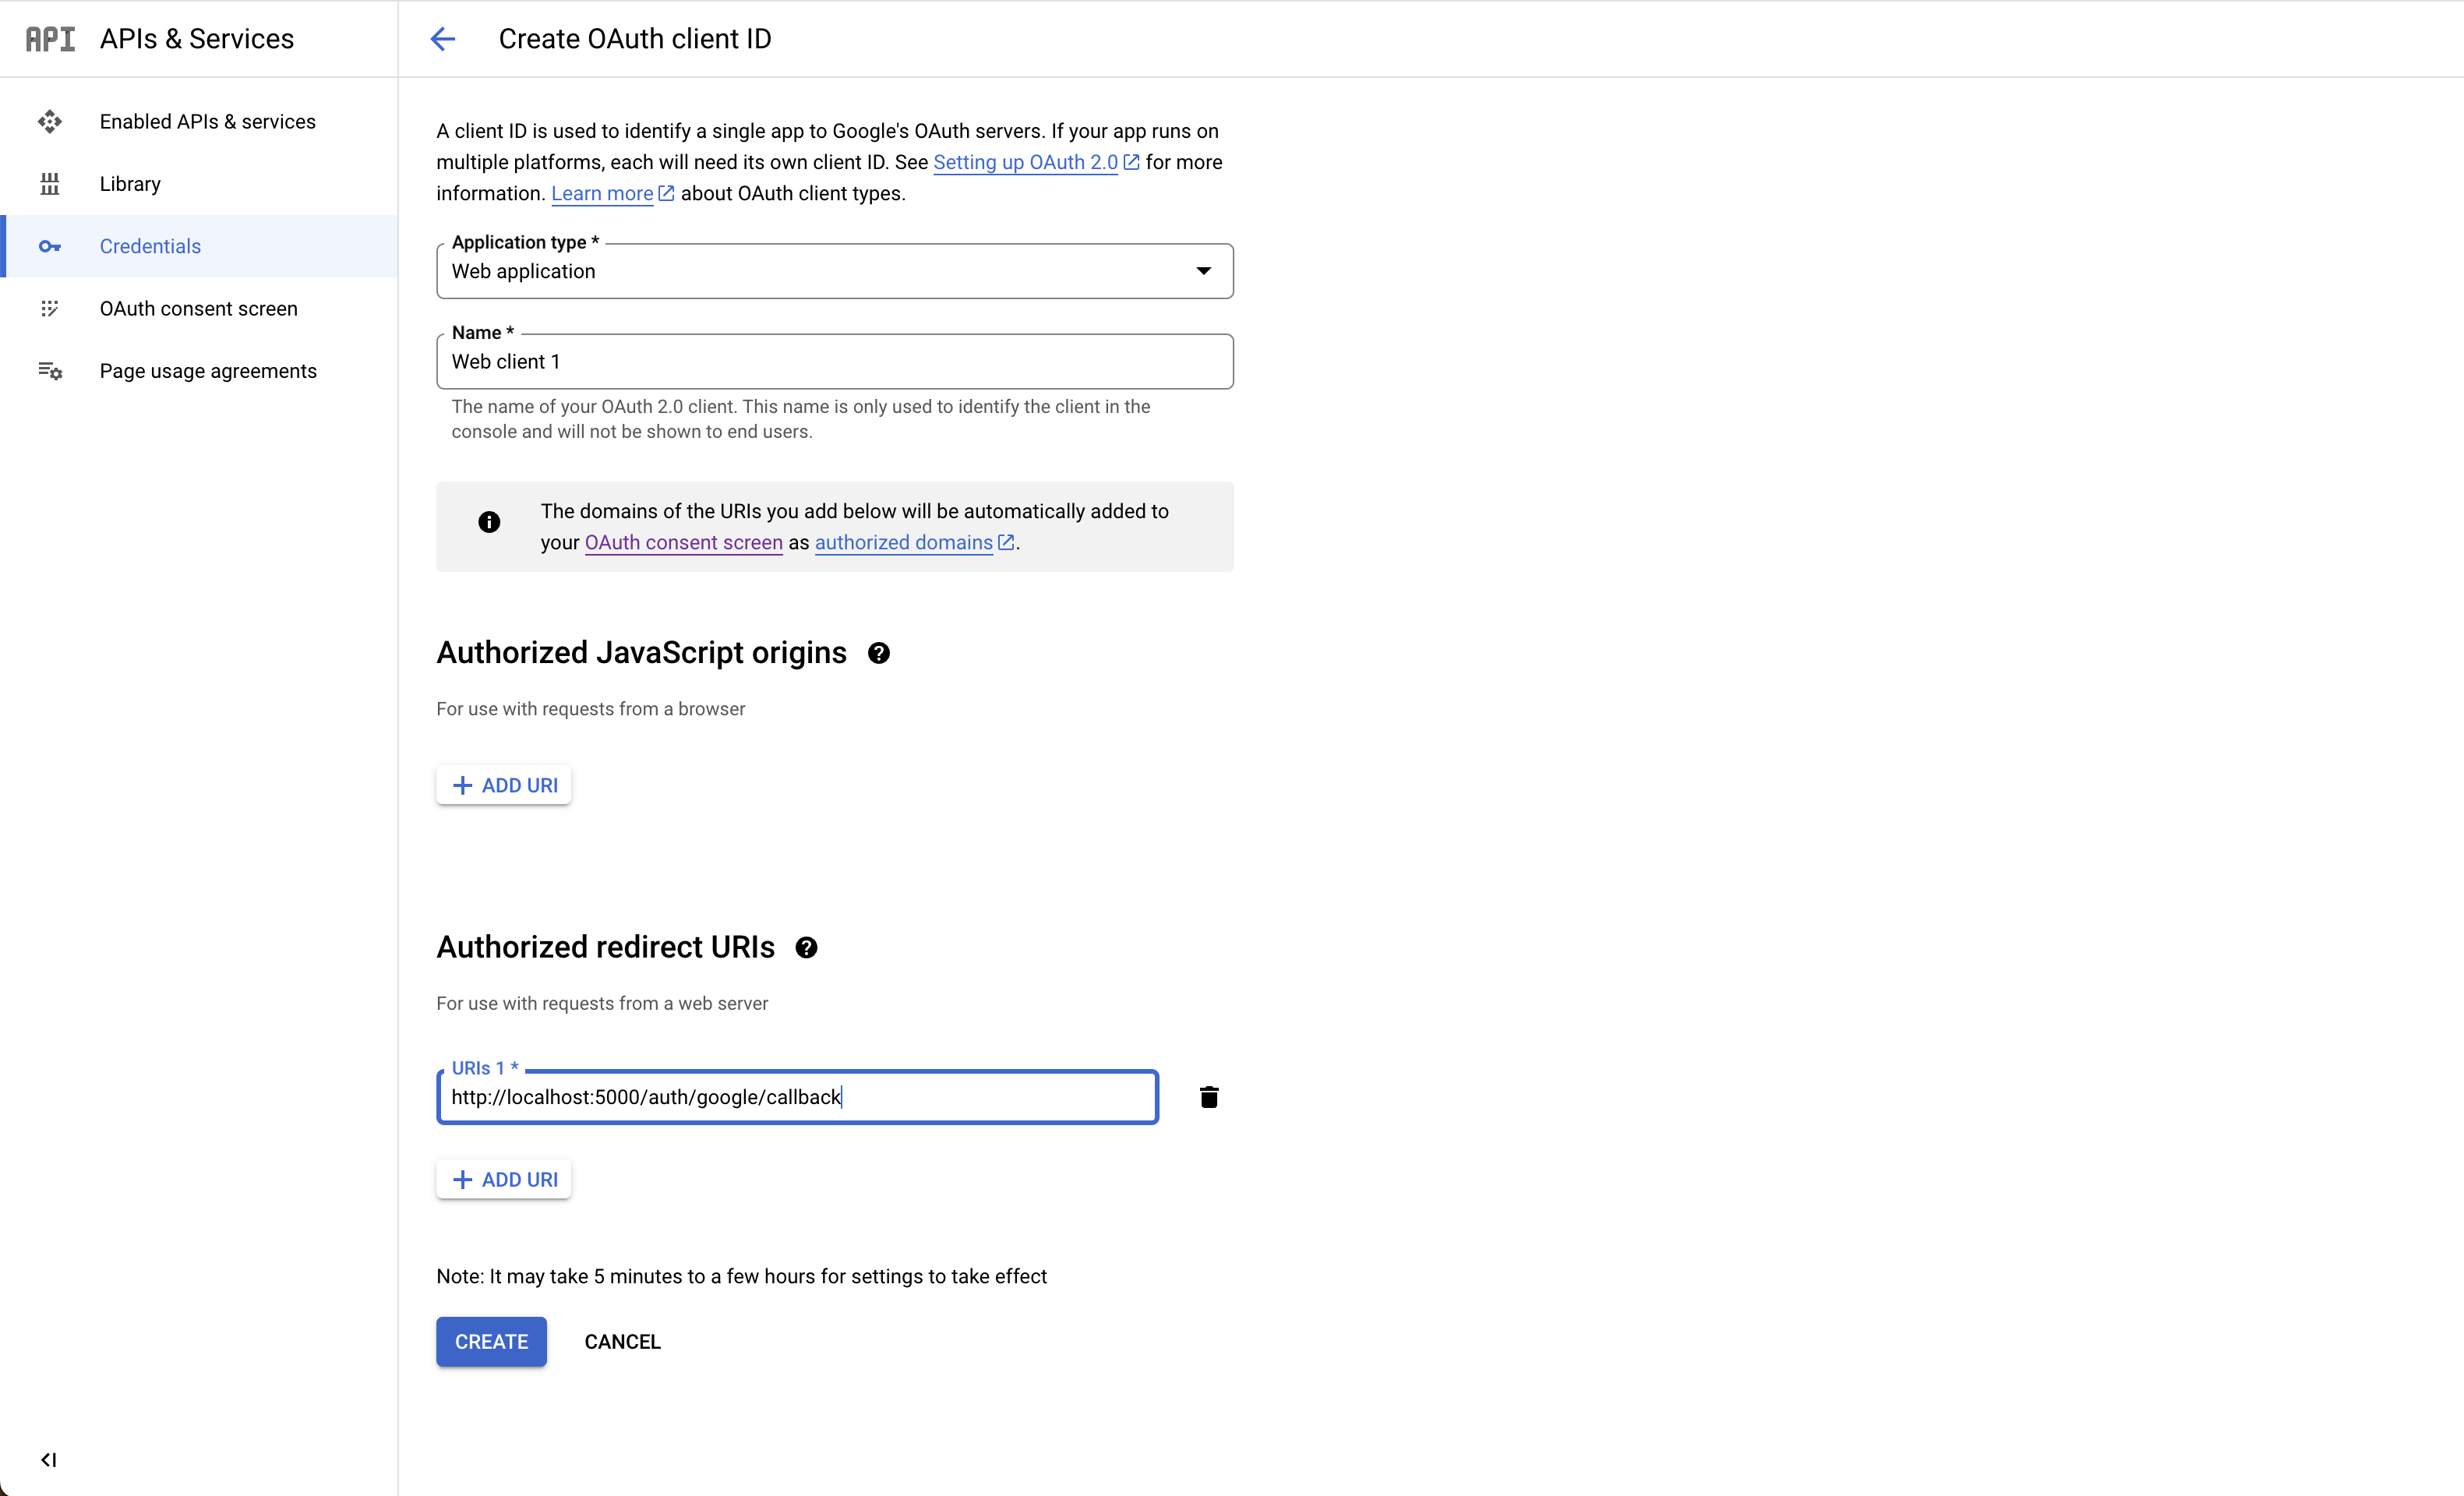 API APIs & Services
Enabled APIs & services
Library
Credentials
OAuth consent screen
Page usage agreements
Create OAuth client ID
A client ID is used to identify a single app to Google's OAuth servers. If your app runs on
multiple platforms, each will need its own client ID. See Setting up OAuth 2.0 for more
information. Learn more about OAuth client types.
Application type *
Web application
Name *
Web client 1
The name of your OAuth 2.0 client. This name is only used to identify the client in the
console and will not be shown to end users.
The domains of the URIs you add below will be automatically added to
your OAuth consent screen as authorized domains.
Authorized JavaScript origins
For use with requests from a browser
ADD URI
Authorized redirect URIs
For use with requests from a web server
URIs 1 *
http://localhost:5000/auth/google/callback
ADD URI
Note: It may take 5 minutes to a few hours for settings to take effect
CREATE CANCEL